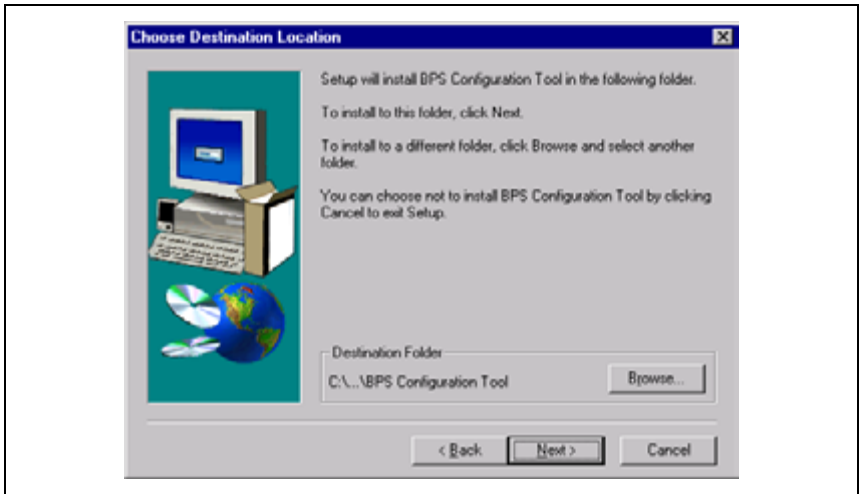 Choose Destination Location
Setup will install BPS Configuration Tool in the following folder.
To install to this folder, click Next.
To install to a different folder, click Browse and select another
folder.
You can choose not to install BPS Configuration Tool by clicking
Cancel to exit Setup.
Destination Folder
C:\...\BPS Configuration Tool
Browse...
< Back
Next >
Cancel